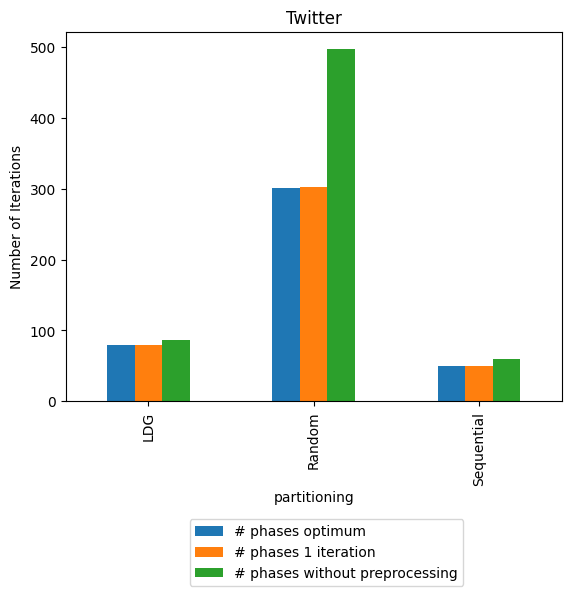 Twitter
500
400
300
200
100
0
Number of Iterations
LDG
Random
Sequential
partitioning
# phases optimum
# phases 1 iteration
# phases without preprocessing